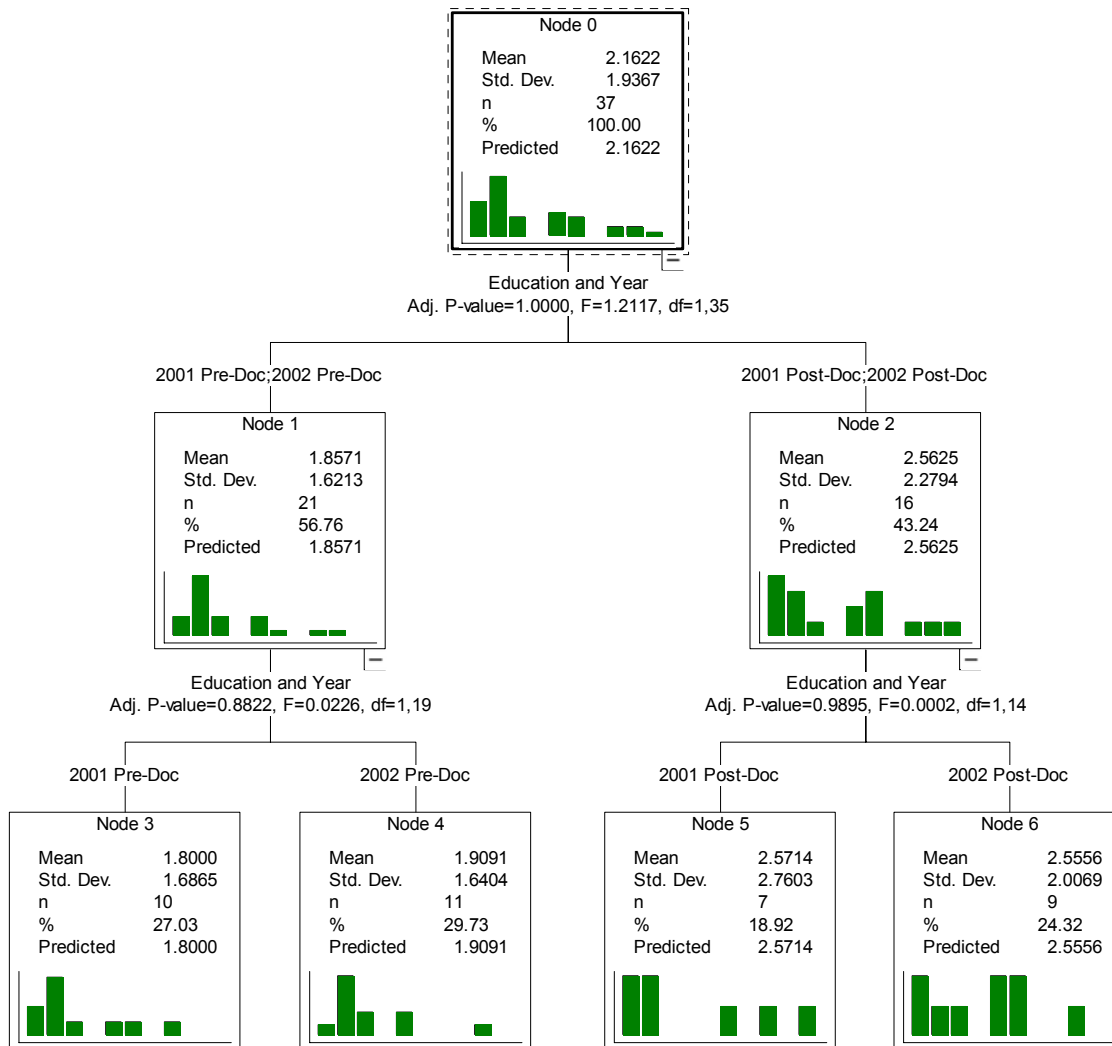 Node 0
Mean 2.1622
Std. Dev. 1.9367
n 37
% 100.00
Predicted 2.1622
Education and Year
Adj. P-value=1.0000, F=1.2117, df=1,35
2001 Pre-Doc;2002 Pre-Doc
2001 Post-Doc;2002 Post-Doc
Node 1
Mean 1.8571
Std. Dev. 1.6213
n 21
% 56.76
Predicted 1.8571
Node 2
Mean 2.5625
Std. Dev. 2.2794
n 16
% 43.24
Predicted 2.5625
Education and Year
Adj. P-value=0.8822, F=0.0226, df=1,19
Education and Year
Adj. P-value=0.9895, F=0.0002, df=1,14
2001 Pre-Doc
2002 Pre-Doc
2001 Post-Doc
2002 Post-Doc
Node 3
Mean 1.8000
Std. Dev. 1.6865
n 10
% 27.03
Predicted 1.8000
Node 4
Mean 1.9091
Std. Dev. 1.6404
n 11
% 29.73
Predicted 1.9091
Node 5
Mean 2.5714
Std. Dev. 2.7603
n 7
% 18.92
Predicted 2.5714
Node 6
Mean 2.5556
Std. Dev. 2.0069
n 9
% 24.32
Predicted 2.5556